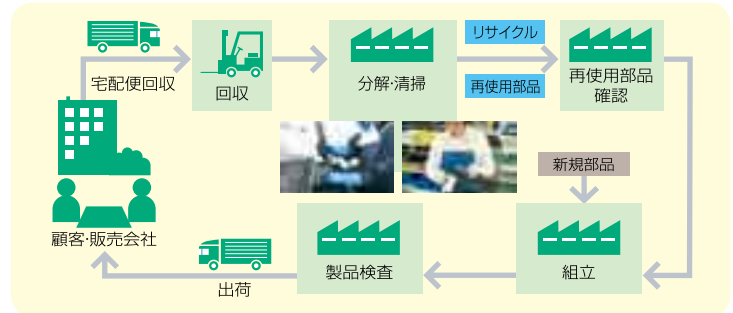 宅配便回収
回収
分解･清掃
リサイクル
再使用部品
再使用部品
確認
新規部品
組立
製品検査
出荷
顧客･販売会社